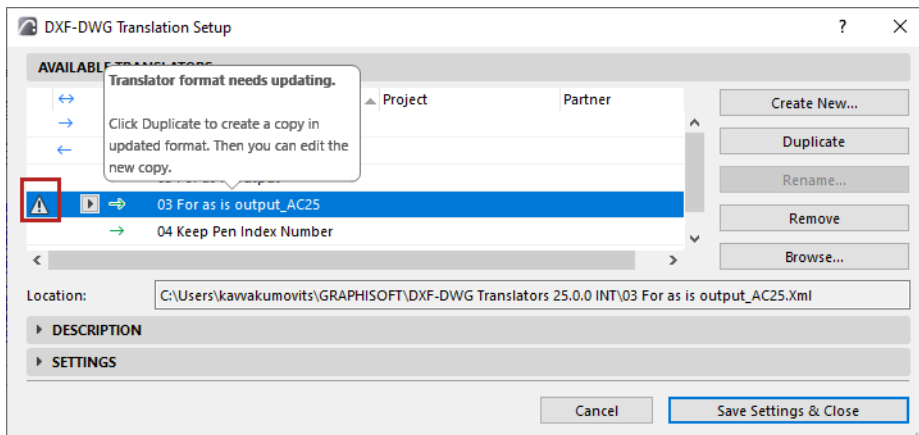 DXF-DWG Translation Setup
?
AVAILABLE
Translator format needs updating.
Click Duplicate to create a copy in
updated format. Then you can edit the
new copy.
Project
Partner
03 For as is output_AC25
04 Keep Pen Index Number
Create New...
Duplicate
Rename...
Remove
Browse...
Location:
C:\Users\kavvakumovits\GRAPHISOFT\DXF-DWG Translators 25.0.0 INT\03 For as is output_AC25.Xml
DESCRIPTION
SETTINGS
Cancel
Save Settings & Close